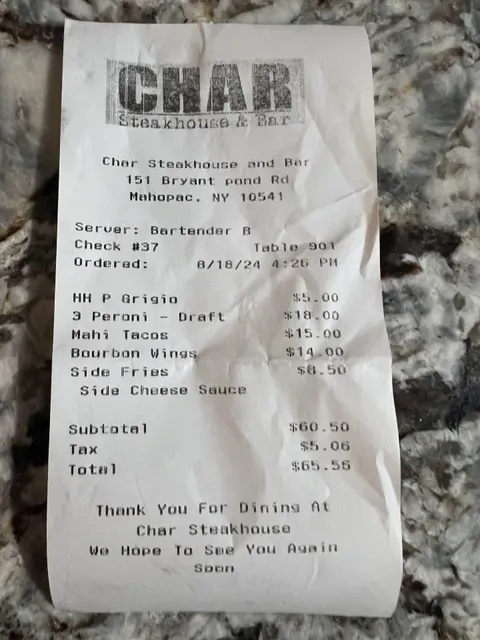 CHAR
Steakhouse & Bar
Char Steakhouse and Bar
151 Bryant pond Rd
Mahopac, NY 10541
Server: Bartender B
Check #37 Table 901
Ordered: 8/18/24 4:26 PM
HH P Grigio $5.00
3 Peroni - Draft $18.00
Mahi Tacos $15.00
Bourbon Wings $14.00
Side Fries $8.50
Side Cheese Sauce
Subtotal $60.50
Tax $5.06
Total $65.56
Thank You For Dining At
Char Steakhouse
We Hope To See You Again
Soon